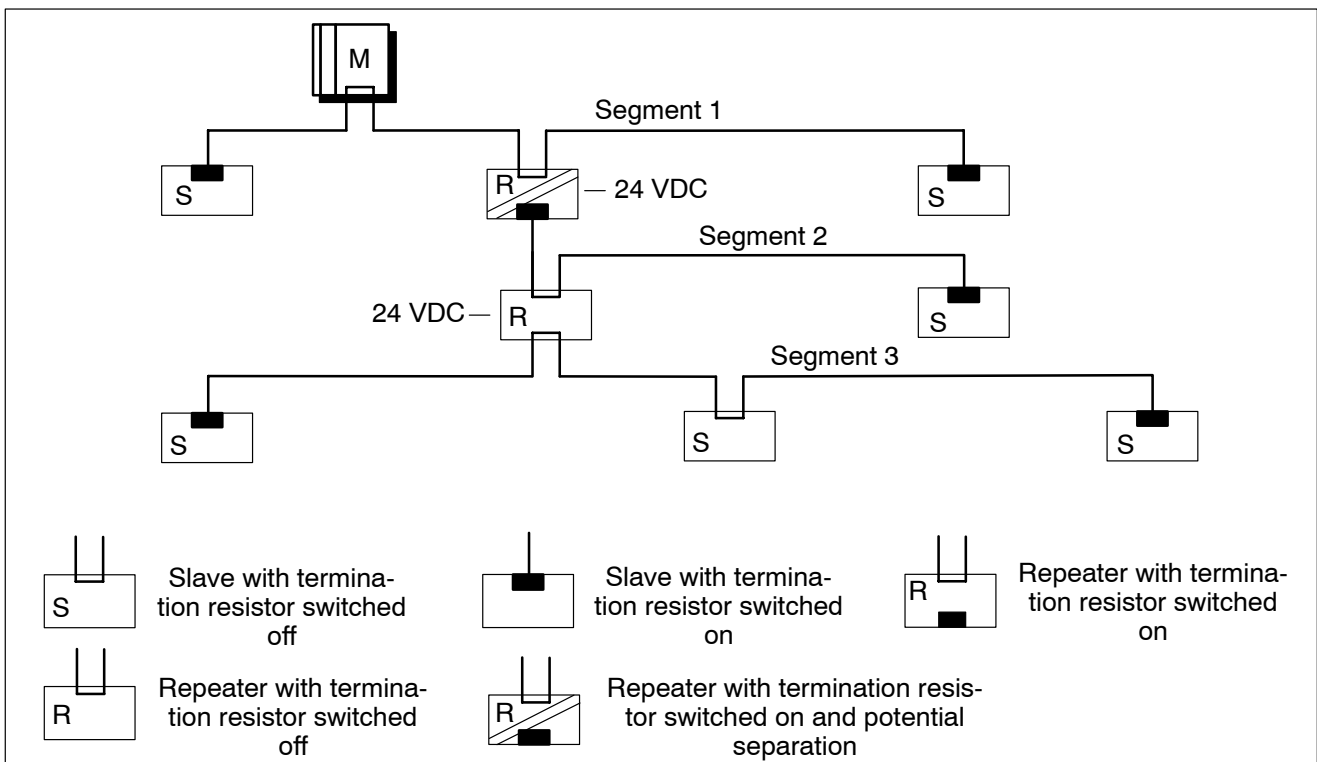 M
Segment 1
S
R
24 VDC
S
Segment 2
24 VDC
R
S
Segment 3
S
S
S
S
Slave with termina-
tion resistor switched
off
Slave with termina-
tion resistor switched
on
R
Repeater with termina-
tion resistor switched
on
R
Repeater with termina-
tion resistor switched
off
R
Repeater with termination resis-
tor switched on and potential
separation